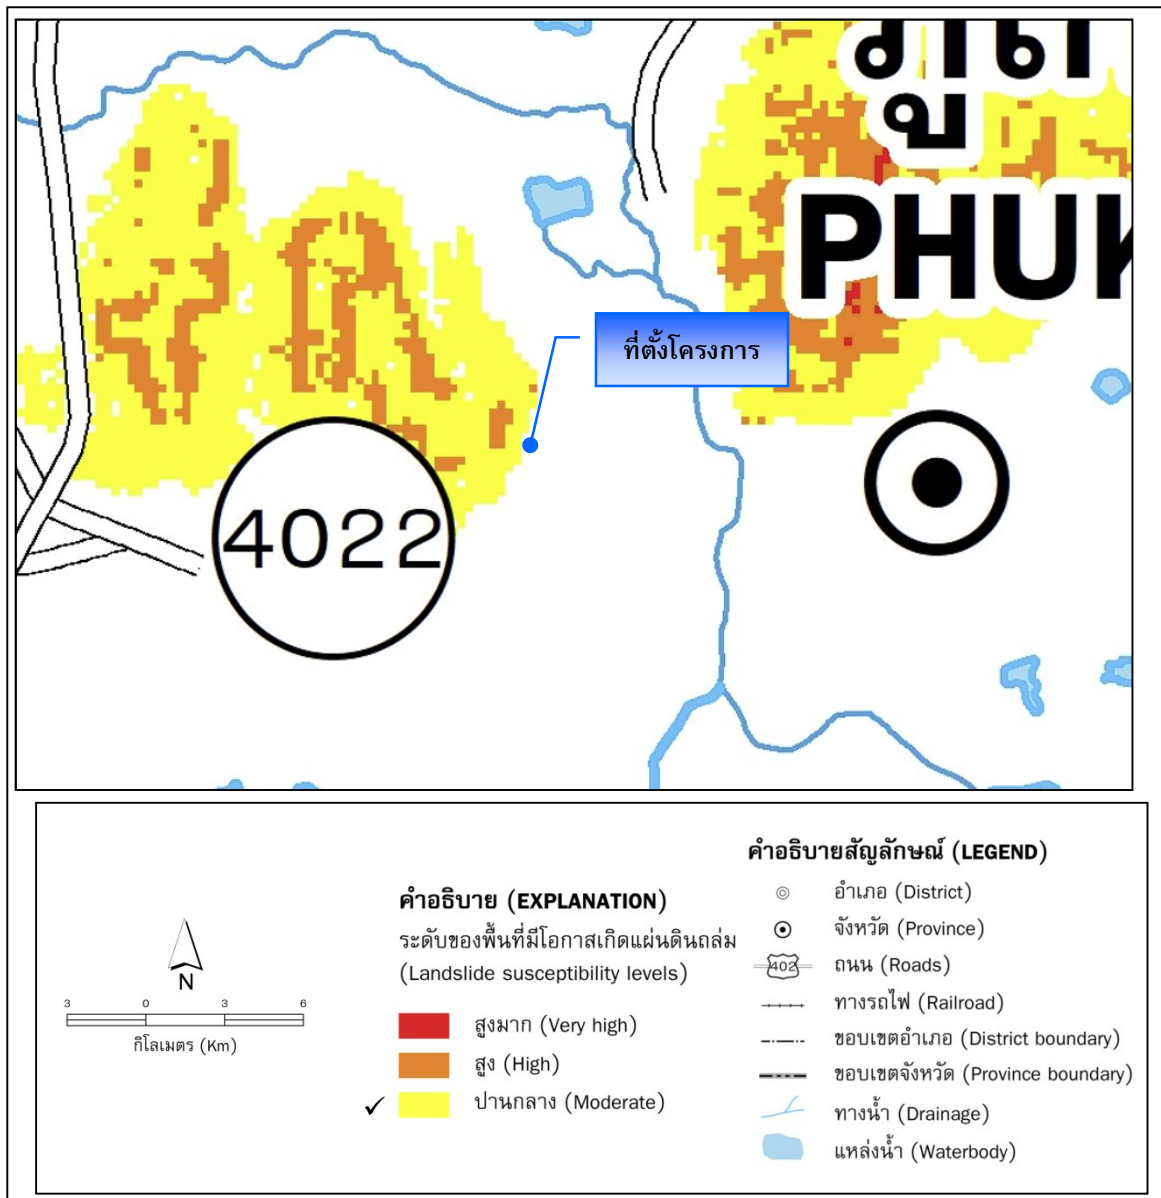 ภูเก็
PHUK
ที่ตั้งโครงการ
4022
N
3 0 3 6
กิโลเมตร (Km)
คำอธิบาย (EXPLANATION)
ระดับของพื้นที่มีโอกาสเกิดแผ่นดินถล่ม
(Landslide susceptibility levels)
สูงมาก (Very high)
สูง (High)
✓ ปานกลาง (Moderate)
คำอธิบายสัญลักษณ์ (LEGEND)
อำเภอ (District)
จังหวัด (Province)
402 ถนน (Roads)
ทางรถไฟ (Railroad)
ขอบเขตอำเภอ (District boundary)
ขอบเขตจังหวัด (Province boundary)
ทางน้ำ (Drainage)
แหล่งน้ำ (Waterbody)